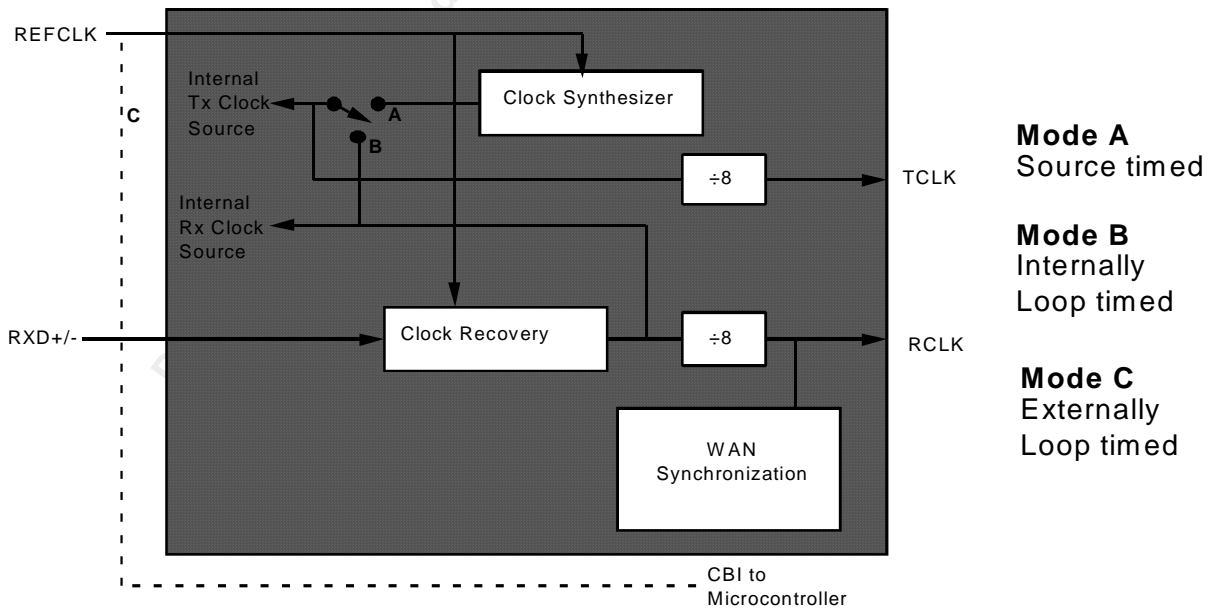 REFCLK
Internal
Tx Clock
Source
C
A
B
Clock Synthesizer
÷8
TCLK
Internal
Rx Clock
Source
RXD+/-
Clock Recovery
÷8
RCLK
WAN
Synchronization
CBI to
Microcontroller
Mode A
Source timed
Mode B
Internally
Loop timed
Mode C
Externally
Loop timed